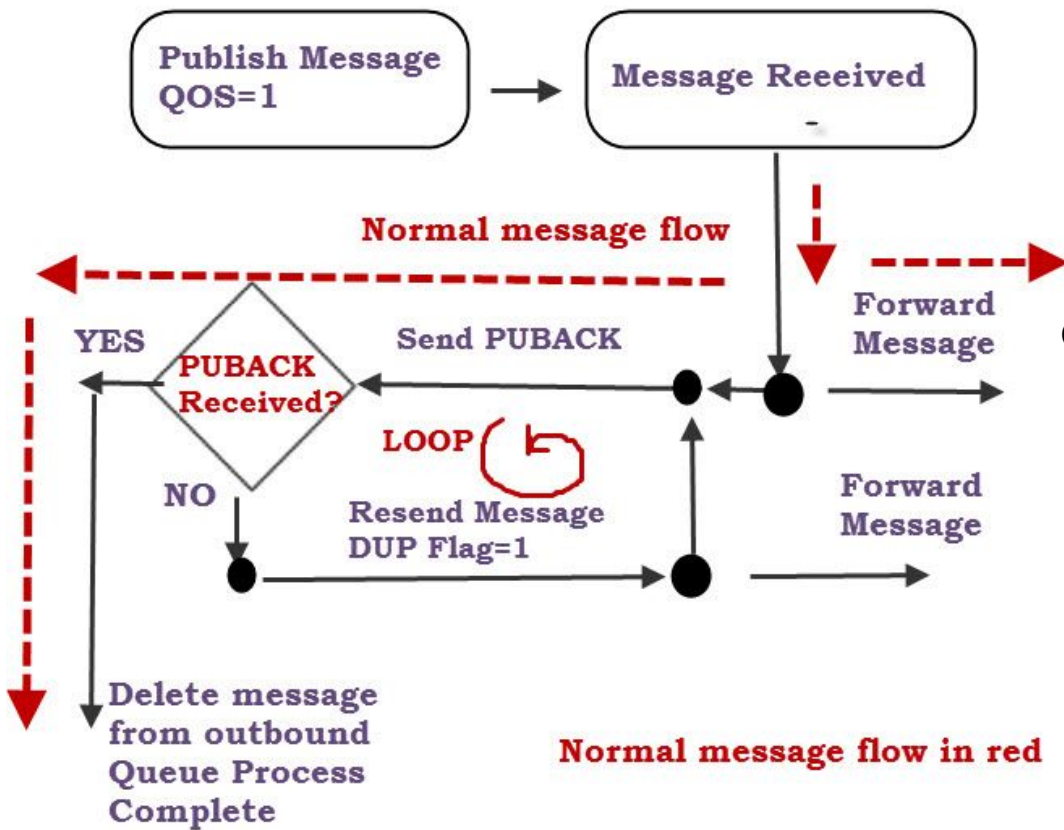 Publish Message
QOS=1
Message Reeeived
Normal message flow
Forward
Message
YES
Send PUBACK
PUBACK
Received?
LOOP
NO
Resend Message
DUP Flag=1
Forward
Message
Delete message
from outbound
Queue Process
Complete
Normal message flow in red